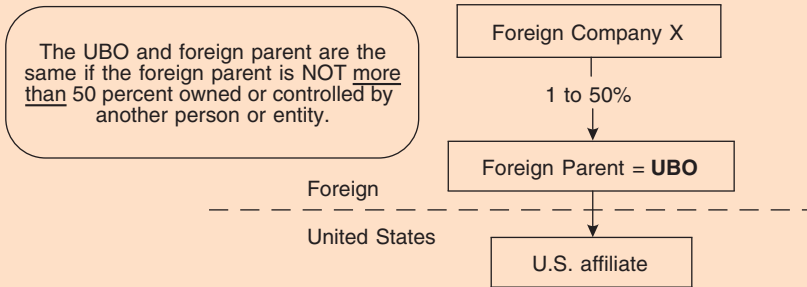 The UBO and foreign parent are the
same if the foreign parent is NOT more
than 50 percent owned or controlled by
another person or entity.
Foreign Company X
1 to 50%
Foreign Parent = UBO
Foreign
United States
U.S. affiliate